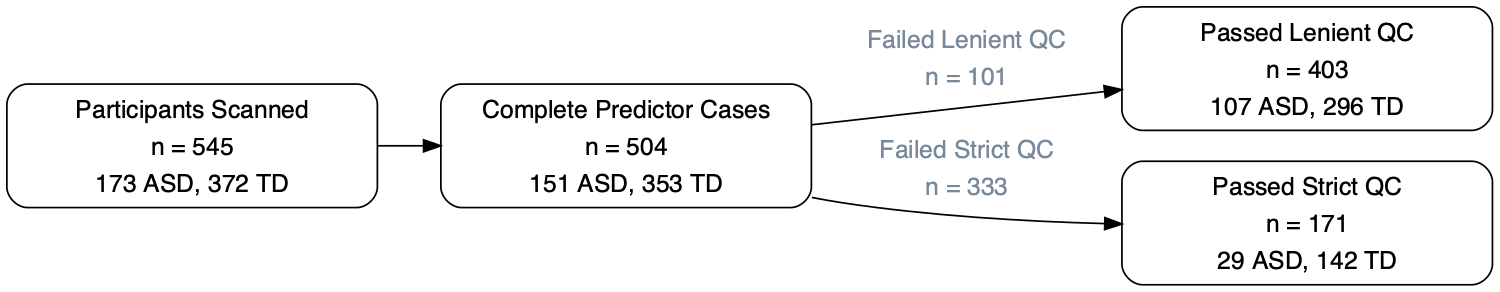 Participants Scanned
n = 545
173 ASD, 372 TD
Complete Predictor Cases
n = 504
151 ASD, 353 TD
Failed Lenient QC
n = 101
Passed Lenient QC
n = 403
107 ASD, 296 TD
Failed Strict QC
n = 333
Passed Strict QC
n = 171
29 ASD, 142 TD